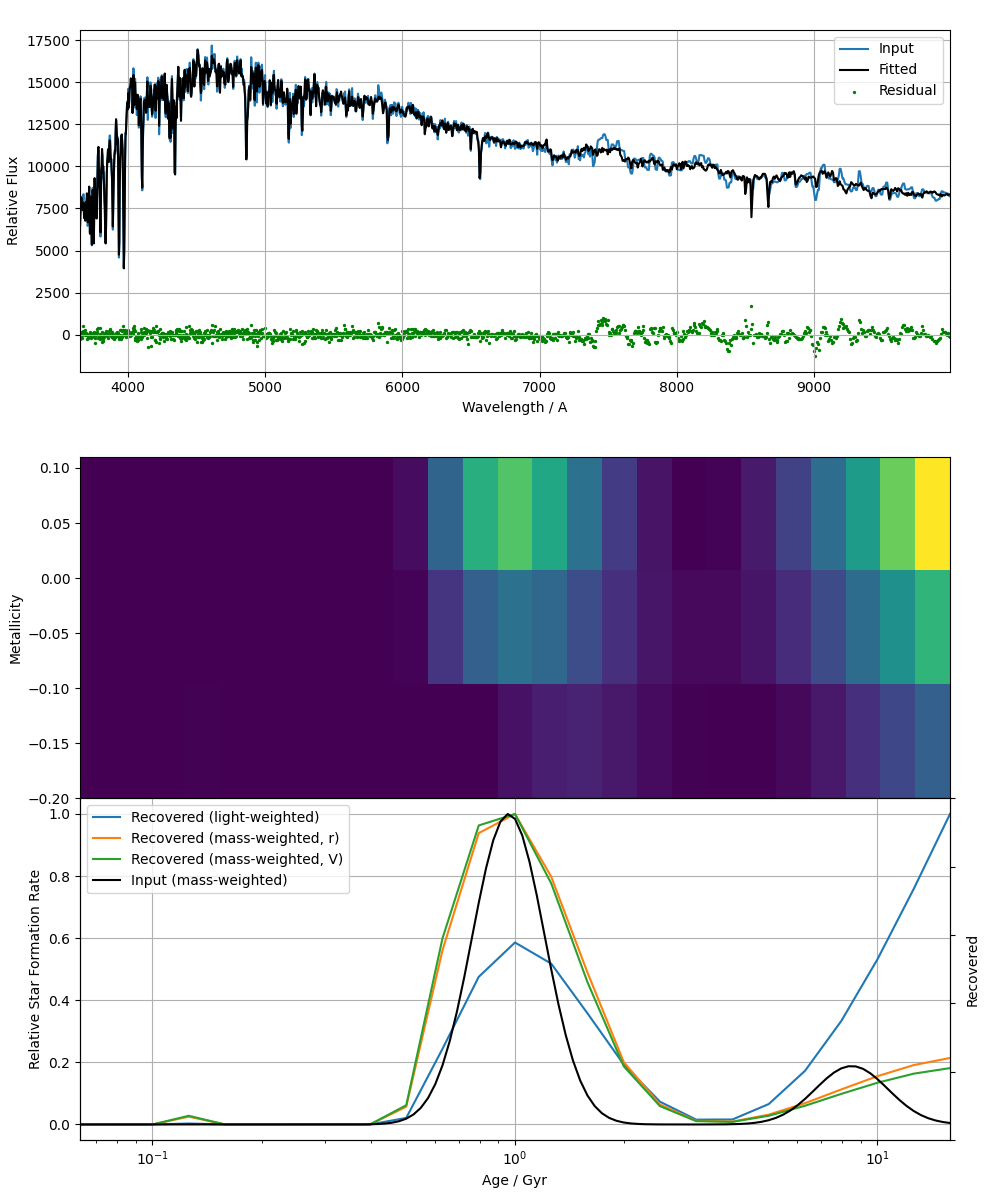 17500
15000
12500
10000
7500
5000
2500
0
Relative Flux
Input
Fitted
Residual
4000
5000
6000
7000
8000
9000
Wavelength / A
0.10
0.05
0.00
−0.05
−0.10
−0.15
−0.20
Metallicity
1.0
0.8
0.6
0.4
0.2
0.0
Relative Star Formation Rate
Recovered (light-weighted)
Recovered (mass-weighted, r)
Recovered (mass-weighted, V)
Input (mass-weighted)
Recovered
10⁻¹
10⁰
10¹
Age / Gyr